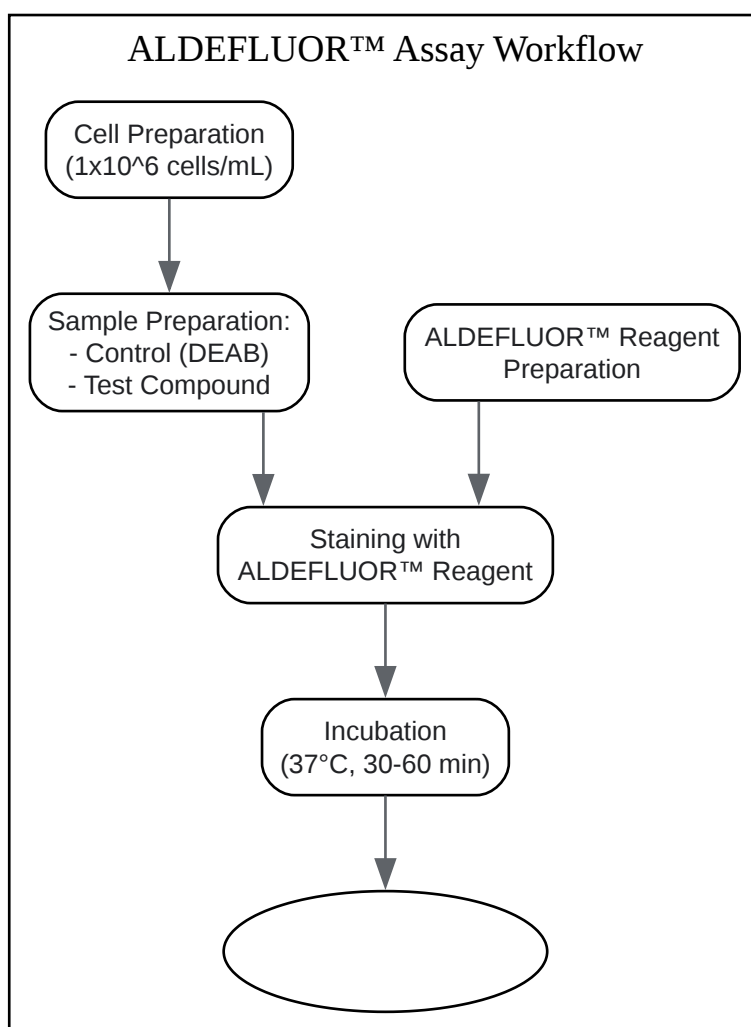 ALDEFLUOR™ Assay Workflow
Cell Preparation
(1x10^6 cells/mL)
Sample Preparation:
- Control (DEAB)
- Test Compound
ALDEFLUOR™ Reagent
Preparation
Staining with
ALDEFLUOR™ Reagent
Incubation
(37°C, 30-60 min)